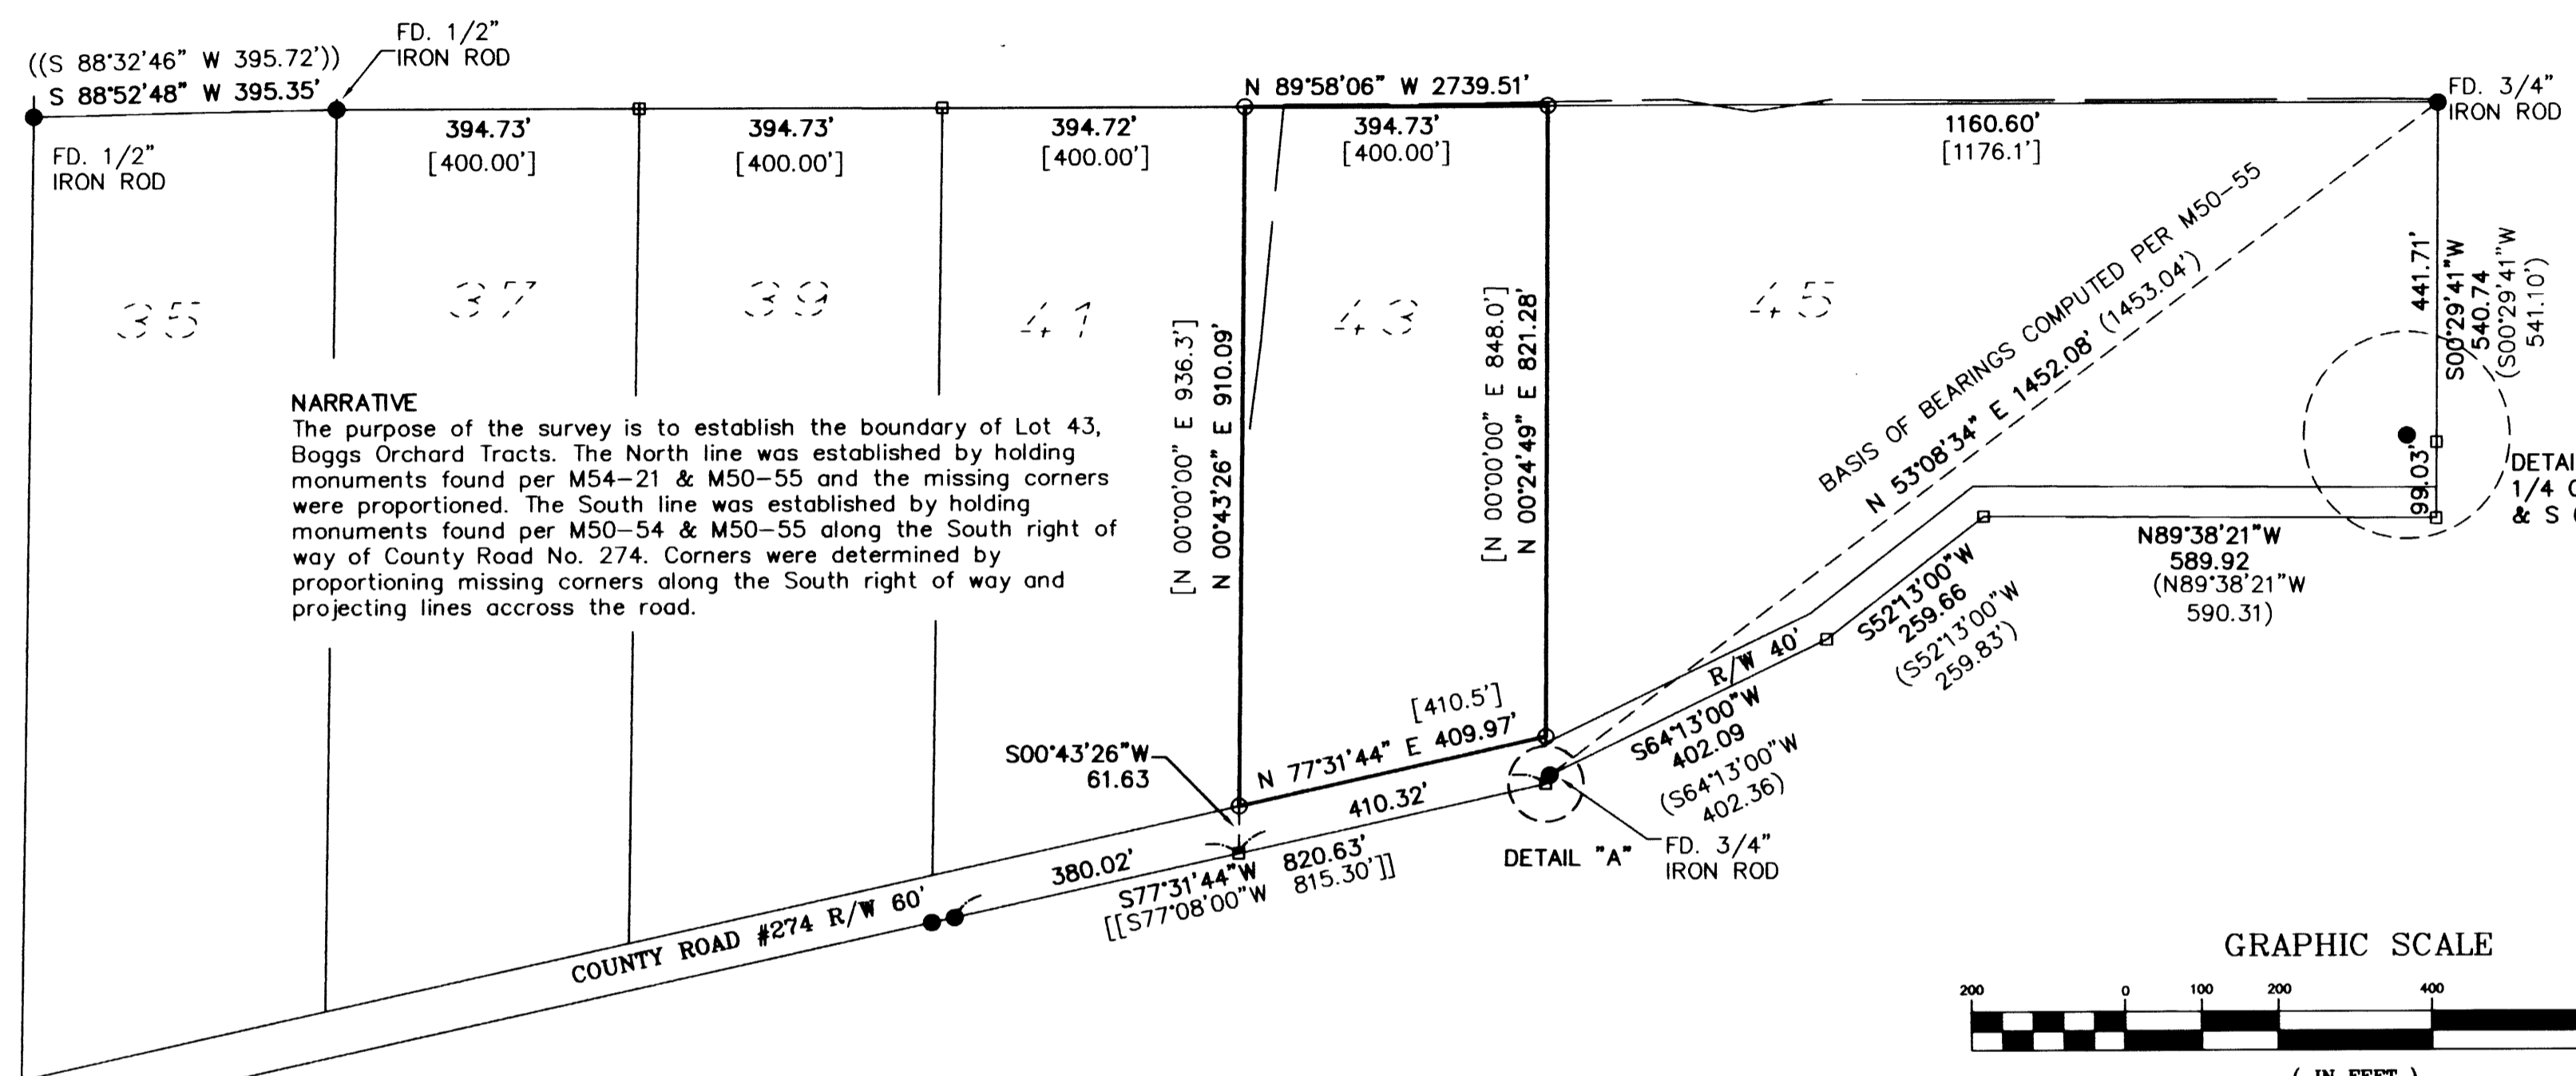 ((S 88°32'46" W 395.72'))
S 88°52'48" W 395.35'
FD. 1/2"
IRON ROD
FD. 1/2"
IRON ROD
394.73'
[400.00']
394.73'
[400.00']
394.72'
[400.00']
N 89°58'06" W 2739.51'
394.73'
[400.00']
1160.60'
[1176.1']
FD. 3/4"
IRON ROD
35
37
39
41
43
45
NARRATIVE
The purpose of the survey is to establish the boundary of Lot 43,
Boggs Orchard Tracts. The North line was established by holding
monuments found per M54-21 & M50-55 and the missing corners
were proportioned. The South line was established by holding
monuments found per M50-54 & M50-55 along the South right of
way of County Road No. 274. Corners were determined by
proportioning missing corners along the South right of way and
projecting lines accross the road.
[N 00°00'00" E 936.3']
N 00°43'26" E 910.09'
[N 00°00'00" E 848.0']
N 00°24'49" E 821.28'
BASIS OF BEARINGS COMPUTED PER M50-55
N 53°08'34" E 1452.08' (1453.04')
441.71'
S00°29'41"W
540.74
(S00°29'41"W
541.10')
99.03'
DETAI
1/4 C
& S
N89°38'21"W
589.92
(N89°38'21"W
590.31)
S52°13'00"W
259.66
(S52°13'00"W
259.83')
R/W 40'
S64°13'00"W
402.09
(S64°13'00"W
402.36)
[410.5']
N 77°31'44" E 409.97'
S00°43'26"W
61.63
410.32'
380.02'
S77°31'44"W 820.63'
[[S77°08'00"W 815.30']]
DETAIL "A"
FD. 3/4"
IRON ROD
COUNTY ROAD #274 R/W 60'
GRAPHIC SCALE
200 0 100 200 400
( IN FEET )